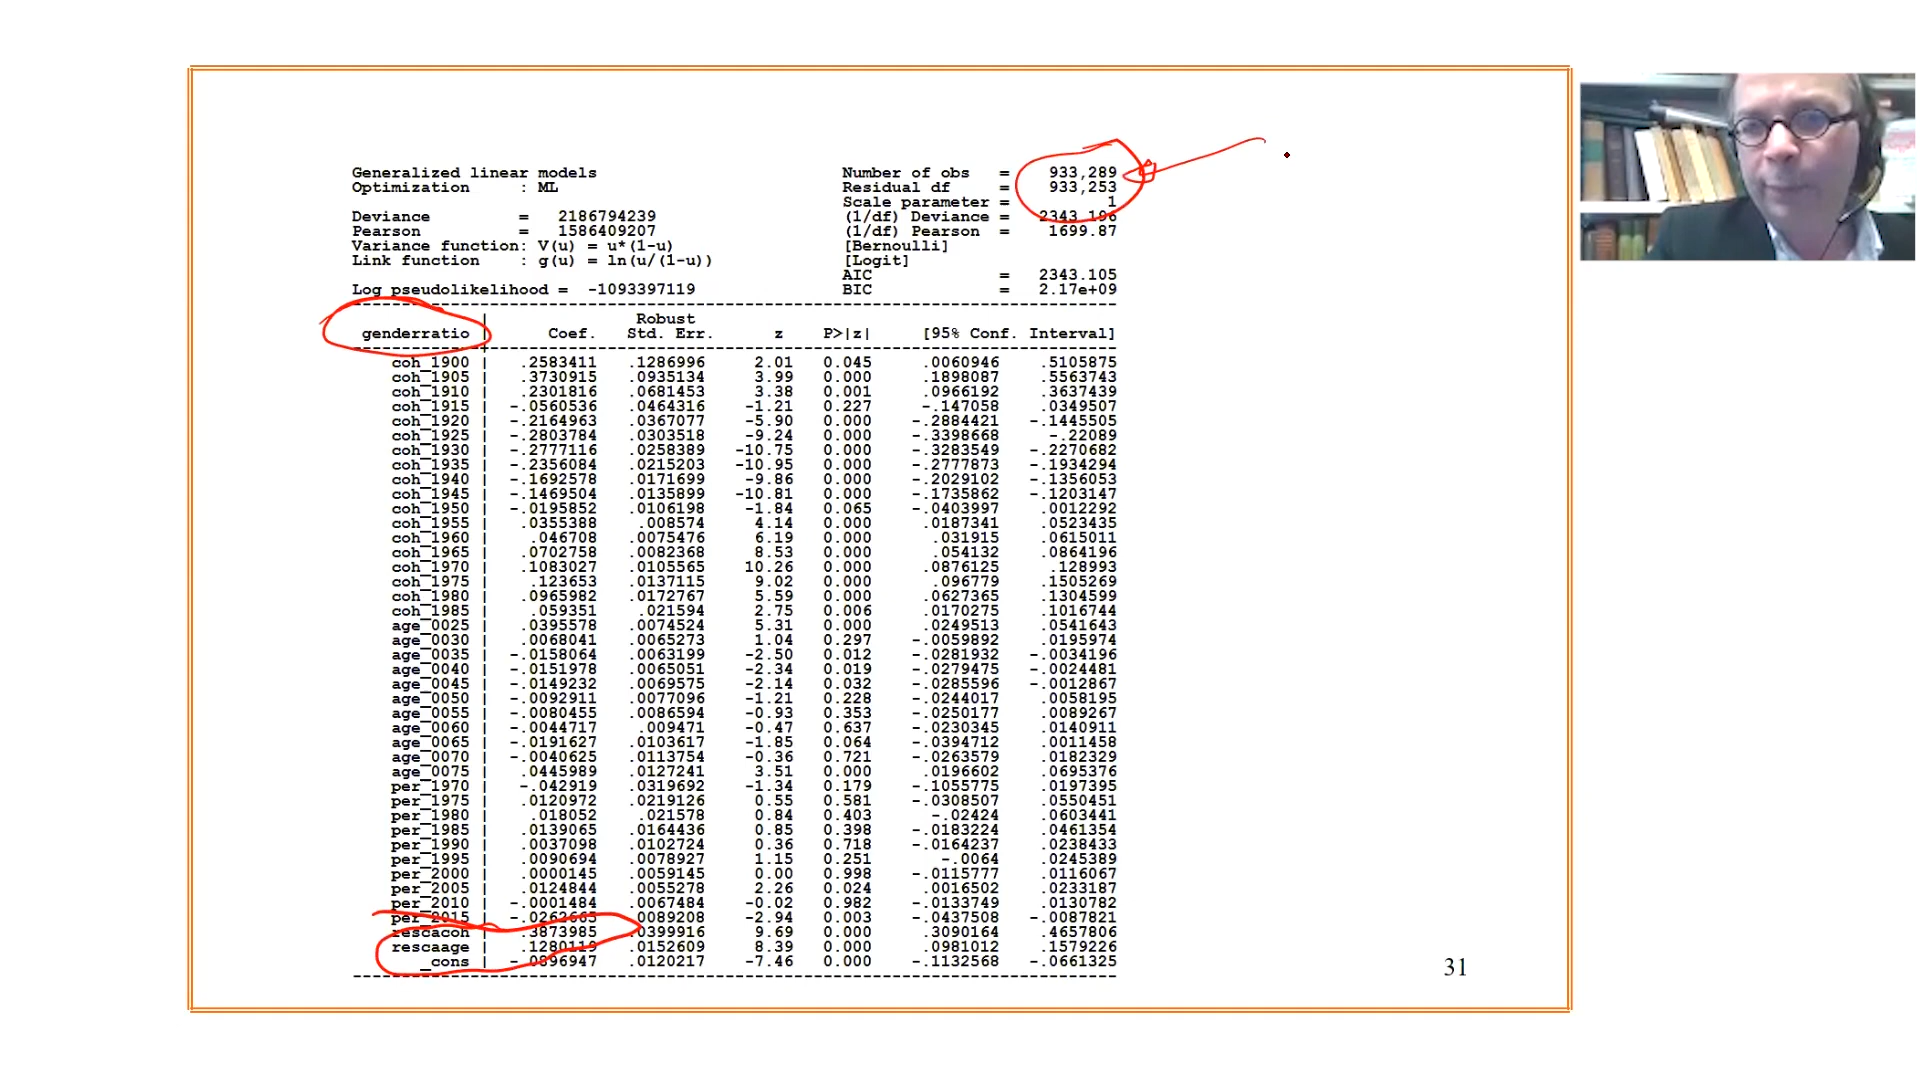 Generalized linear models Number of obs = 933,289
Optimization : ML Residual df = 933,253
Scale parameter = 1
Deviance = 2186794239 (1/df) Deviance = 2343.196
Pearson = 1586409207 (1/df) Pearson = 1699.87
Variance function: V(u) = u*(1-u) [Bernoulli]
Link function : g(u) = ln(u/(1-u)) [Logit]
AIC = 2343.105
Log pseudolikelihood = -1093397119 BIC = 2.17e+09
| Robust
genderratio | Coef. Std. Err. z P>|z| [95% Conf. Interval]
coh_1900 | .2583411 .1286996 2.01 0.045 .0060946 .5105875
coh_1905 | .3730915 .0935134 3.99 0.000 .1898087 .5563743
coh_1910 | .2301816 .0681453 3.38 0.001 .0966192 .3637439
coh_1915 | -.0560536 .0464316 -1.21 0.227 -.147058 .0349507
coh_1920 | -.2164963 .0367077 -5.90 0.000 -.2884421 -.1445505
coh_1925 | -.2803784 .0303518 -9.24 0.000 -.3398668 -.22089
coh_1930 | -.2777116 .0258389 -10.75 0.000 -.3283549 -.2270682
coh_1935 | -.2356084 .0215203 -10.95 0.000 -.2777873 -.1934294
coh_1940 | -.1692578 .0171699 -9.86 0.000 -.2029102 -.1356053
coh_1945 | -.1469504 .0135899 -10.81 0.000 -.1735862 -.1203147
coh_1950 | -.0195852 .0106198 -1.84 0.065 -.0403997 .0012292
coh_1955 | .0355388 .008574 4.14 0.000 .0187341 .0523435
coh_1960 | .046708 .0075476 6.19 0.000 .031915 .0615011
coh_1965 | .0702758 .0082368 8.53 0.000 .054132 .0864196
coh_1970 | .1083027 .0105565 10.26 0.000 .0876125 .128993
coh_1975 | .123653 .0137115 9.02 0.000 .096779 .1505269
coh_1980 | .0965982 .0172767 5.59 0.000 .0627365 .1304599
coh_1985 | .059351 .021594 2.75 0.006 .0170275 .1016744
age_0025 | .0395578 .0074524 5.31 0.000 .0249513 .0541643
age_0030 | .0068041 .0065273 1.04 0.297 -.0059892 .0195974
age_0035 | -.0158064 .0063199 -2.50 0.012 -.0281932 -.0034196
age_0040 | -.0151978 .0065051 -2.34 0.019 -.0279475 -.0024481
age_0045 | -.0149232 .0069575 -2.14 0.032 -.0285596 -.0012867
age_0050 | -.0092911 .0077096 -1.21 0.228 -.0244017 .0058195
age_0055 | -.0080455 .0086594 -0.93 0.353 -.0250177 .0089267
age_0060 | -.0044717 .009471 -0.47 0.637 -.0230345 .0140911
age_0065 | -.0191627 .0103617 -1.85 0.064 -.0394712 .0011458
age_0070 | -.0040625 .0113754 -0.36 0.721 -.0263579 .0182329
age_0075 | .0445989 .0127241 3.51 0.000 .0196602 .0695376
per_1970 | -.042919 .0319692 -1.34 0.179 -.1055775 .0197395
per_1975 | .0120972 .0219126 0.55 0.581 -.0308507 .0550451
per_1980 | .018052 .021578 0.84 0.403 -.02424 .0603441
per_1985 | .0139065 .0164436 0.85 0.398 -.0183224 .0461354
per_1990 | .0037098 .0102724 0.36 0.718 -.0164237 .0238433
per_1995 | .0090694 .0078927 1.15 0.251 -.0064 .0245389
per_2000 | .0000145 .0059145 0.00 0.998 -.0115777 .0116067
per_2005 | .0124844 .0055278 2.26 0.024 .0016502 .0233187
per_2010 | -.0001484 .0067484 -0.02 0.982 -.0133749 .0130782
per_2015 | -.0262665 .0089208 -2.94 0.003 -.0437508 -.0087821
rescacoh | .3873985 .0399916 9.69 0.000 .3090164 .4657806
rescaage | .1280119 .0152609 8.39 0.000 .0981012 .1579226
_cons | -.0896947 .0120217 -7.46 0.000 -.1132568 -.0661325
31